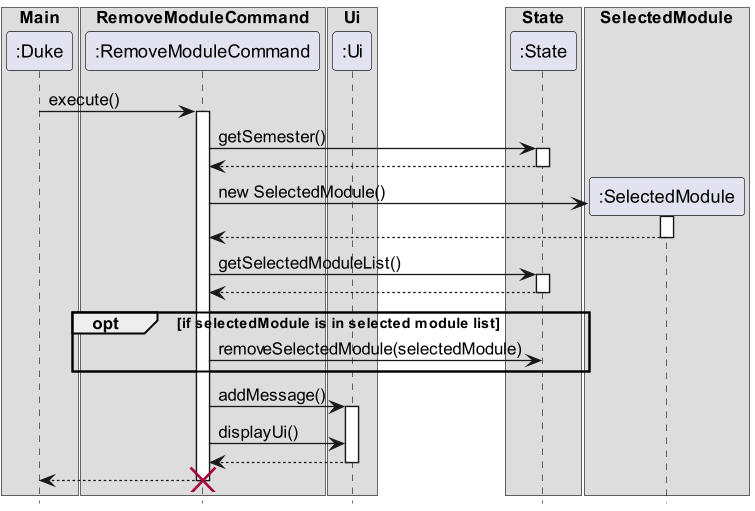 Main RemoveModuleCommand Ui State SelectedModule
:Duke :RemoveModuleCommand :Ui :State
execute()
getSemester()
new SelectedModule()
:SelectedModule
getSelectedModuleList()
opt [if selectedModule is in selected module list]
removeSelectedModule(selectedModule)
addMessage()
displayUi()